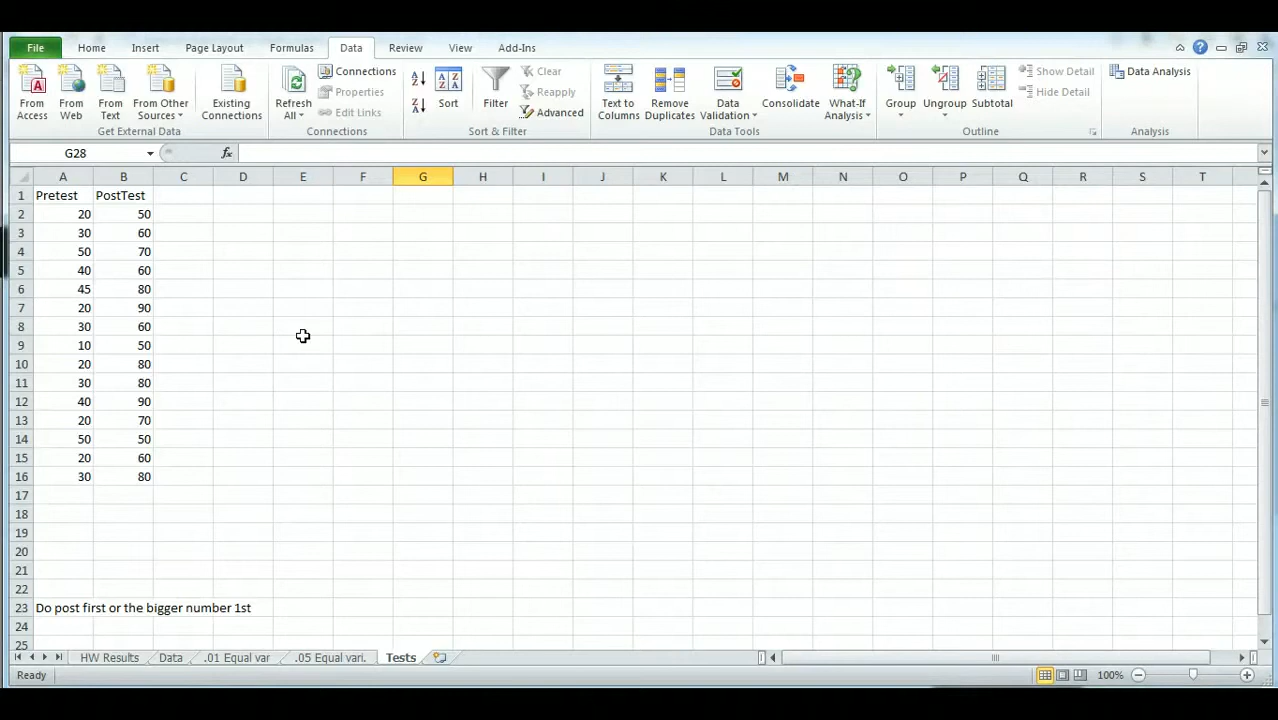 File Home Insert Page Layout Formulas Data Review View Add-Ins
From Access From Web From Text From Other Sources Existing Connections
Get External Data
Refresh All Connections Properties Edit Links
Connections
Sort Filter Clear Reapply Advanced
Sort & Filter
Text to Columns Remove Duplicates Data Validation Consolidate What-If Analysis
Data Tools
Group Ungroup Subtotal Show Detail Hide Detail
Outline
Data Analysis
Analysis
G28 fx
A B C D E F G H I J K L M N O P Q R S T
1 Pretest PostTest
2 20 50
3 30 60
4 50 70
5 40 60
6 45 80
7 20 90
8 30 60
9 10 50
10 20 80
11 30 80
12 40 90
13 20 70
14 50 50
15 20 60
16 30 80
17
18
19
20
21
22
23 Do post first or the bigger number 1st
24
25
HW Results Data .01 Equal var .05 Equal vari. Tests
Ready 100%